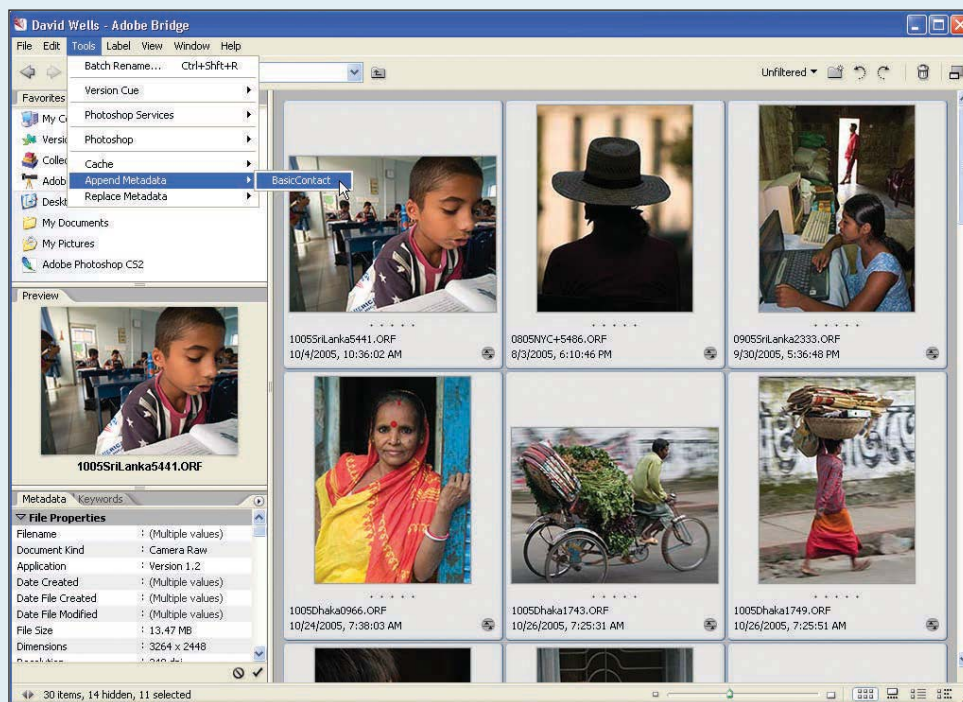 David Wells - Adobe Bridge
File Edit Tools Label View Window Help
Batch Rename... Ctrl+Shft+R
Version Cue
Photoshop Services
Photoshop
Cache
Append Metadata
Replace Metadata
BasicContact
Unfiltered
Favorites
My C
Versio
Collec
Adob
Deskt
My Documents
My Pictures
Adobe Photoshop CS2
Preview
1005SriLanka5441.ORF
Metadata Keywords
File Properties
Filename : (Multiple values)
Document Kind : Camera Raw
Application : Version 1.2
Date Created : (Multiple values)
Date File Created : (Multiple values)
Date File Modified : (Multiple values)
File Size : 13.47 MB
Dimensions : 3264 x 2448
1005SriLanka5441.ORF
10/4/2005, 10:36:02 AM
0805NYC+5486.ORF
8/3/2005, 6:10:46 PM
0905SriLanka2333.ORF
9/30/2005, 5:36:48 PM
1005Dhaka0966.ORF
10/24/2005, 7:38:03 AM
1005Dhaka1743.ORF
10/26/2005, 7:25:31 AM
1005Dhaka1749.ORF
10/26/2005, 7:25:51 AM
30 items, 14 hidden, 11 selected